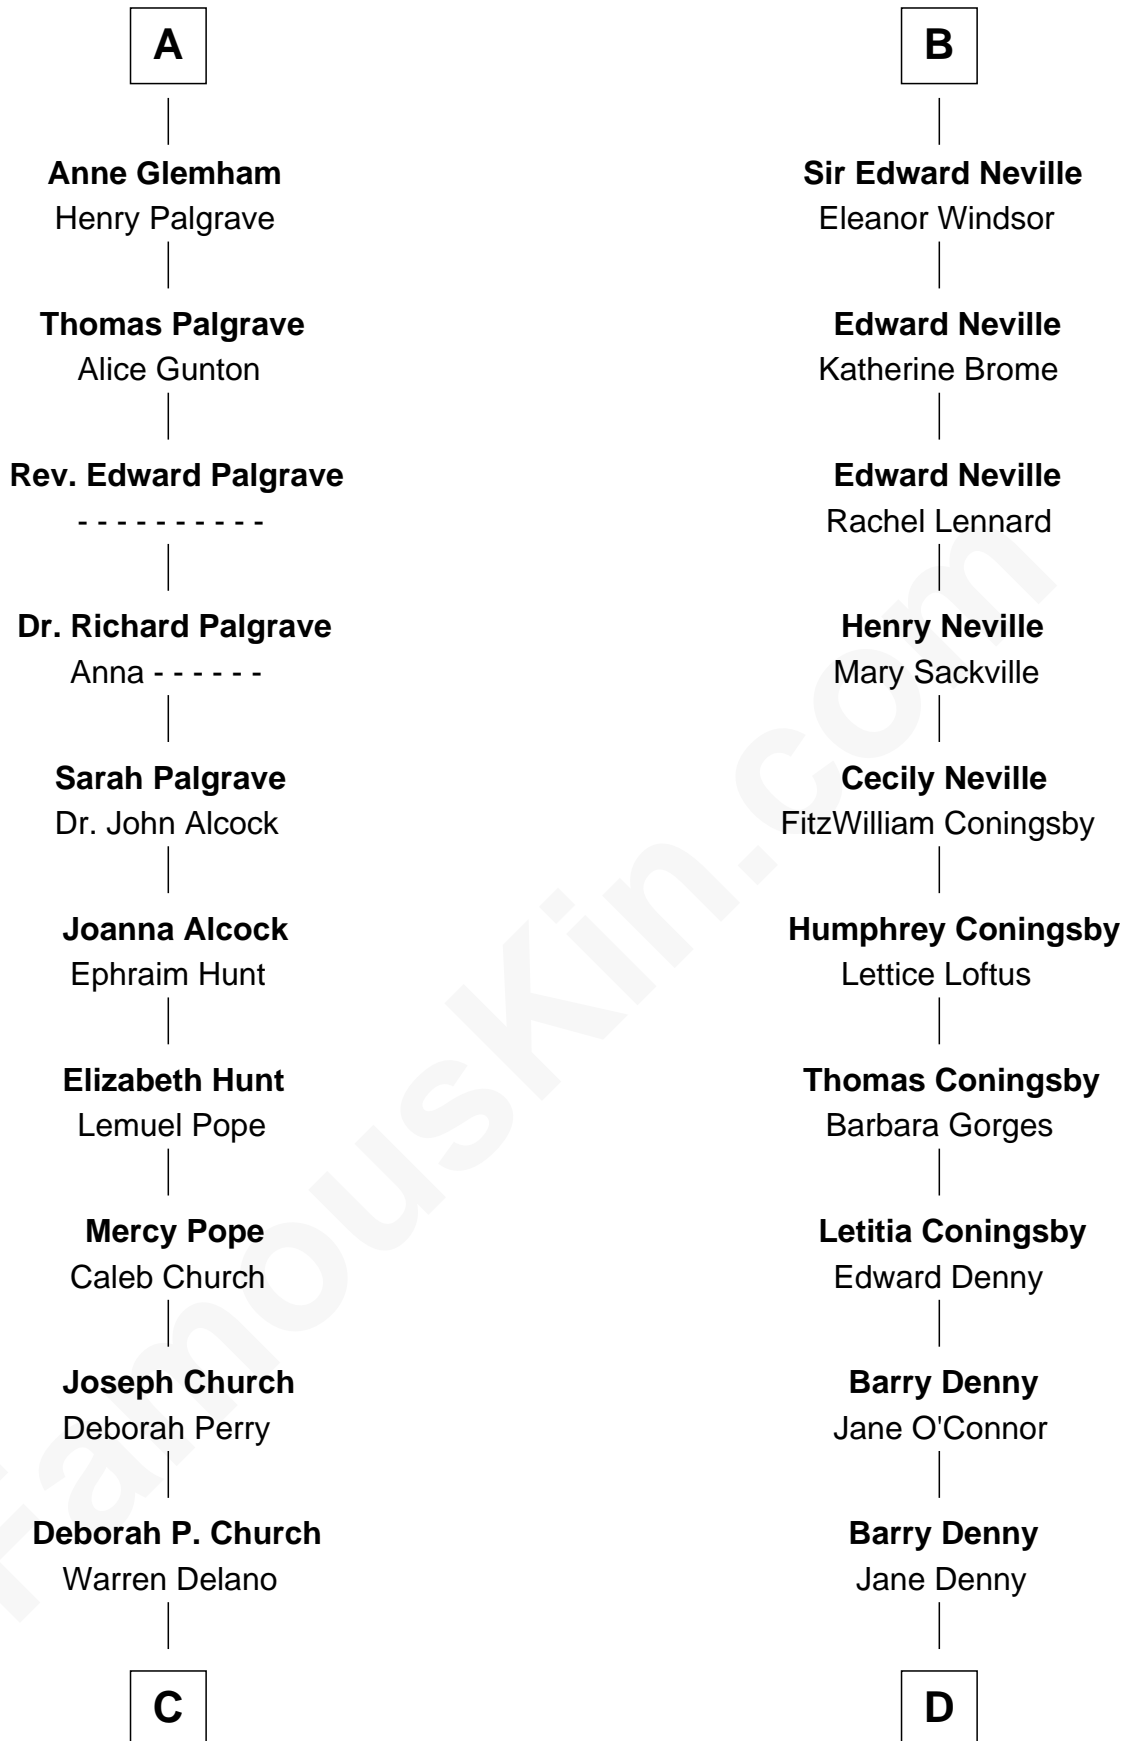 A
Anne Glemham
Henry Palgrave
Thomas Palgrave
Alice Gunton
Rev. Edward Palgrave
- - - - - - - - - -
Dr. Richard Palgrave
Anna - - - - - -
Sarah Palgrave
Dr. John Alcock
Joanna Alcock
Ephraim Hunt
Elizabeth Hunt
Lemuel Pope
Mercy Pope
Caleb Church
Joseph Church
Deborah Perry
Deborah P. Church
Warren Delano
C
B
Sir Edward Neville
Eleanor Windsor
Edward Neville
Katherine Brome
Edward Neville
Rachel Lennard
Henry Neville
Mary Sackville
Cecily Neville
FitzWilliam Coningsby
Humphrey Coningsby
Lettice Loftus
Thomas Coningsby
Barbara Gorges
Letitia Coningsby
Edward Denny
Barry Denny
Jane O'Connor
Barry Denny
Jane Denny
D
FamousKin.com